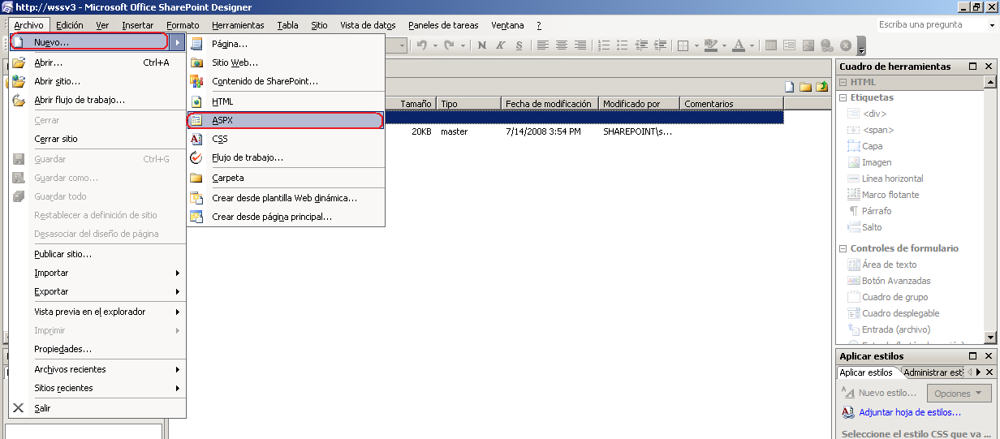 http://wssv3 - Microsoft Office SharePoint Designer
Archivo Edición Ver Insertar Formato Herramientas Tabla Sitio Vista de datos Paneles de tareas Ventana ? Escriba una pregunta
Nuevo...
Abrir... Ctrl+A
Abrir sitio...
Abrir flujo de trabajo...
Cerrar
Cerrar sitio
Guardar Ctrl+G
Guardar como...
Guardar todo
Restablecer a definición de sitio
Desasociar del diseño de página
Publicar sitio...
Importar
Exportar
Vista previa en el explorador
Imprimir
Propiedades...
Archivos recientes
Sitios recientes
Salir
Página...
Sitio Web...
Contenido de SharePoint...
HTML
ASPX
CSS
Flujo de trabajo...
Carpeta
Crear desde plantilla Web dinámica...
Crear desde página principal...
N K S
Tamaño Tipo Fecha de modificación Modificado por Comentarios
20KB master 7/14/2008 3:54 PM SHAREPOINT\s...
Cuadro de herramientas
HTML
Etiquetas
<div>
<span>
Capa
Imagen
Línea horizontal
Marco flotante
Párrafo
Salto
Controles de formulario
Área de texto
Botón Avanzadas
Cuadro de grupo
Cuadro desplegable
Entrada (archivo)
Aplicar estilos
Aplicar estilos Administrar est
Nuevo estilo... Opciones
Adjuntar hoja de estilos...
Seleccione el estilo CSS que va ...